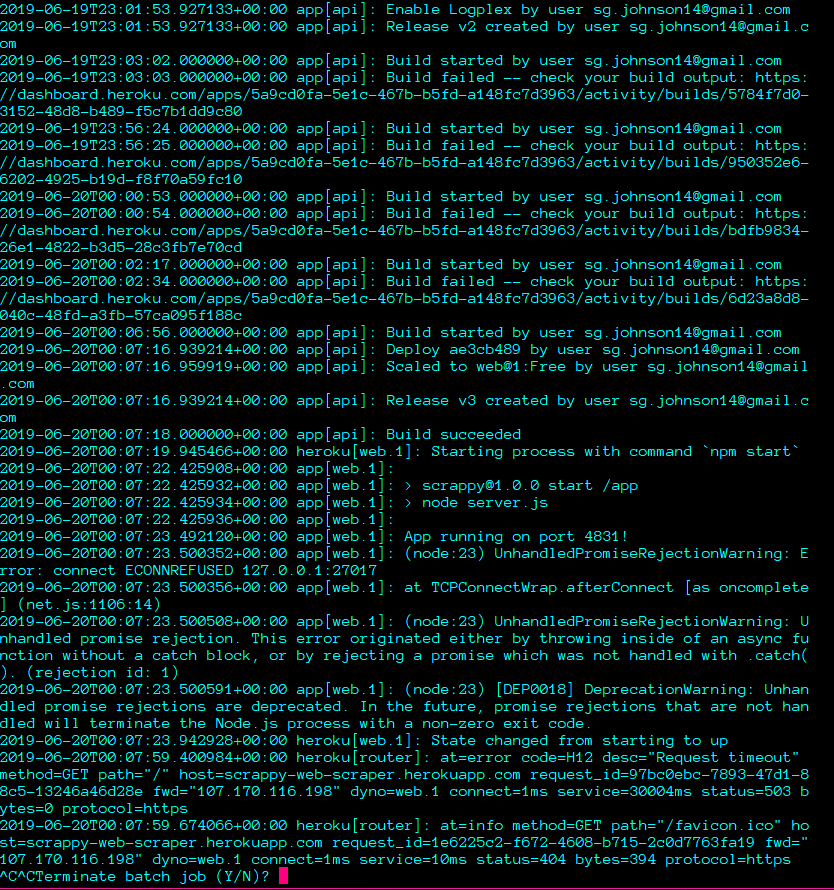 2019-06-19T23:01:53.927133+00:00 app[api]: Enable Logplex by user sg.johnson14@gmail.com
2019-06-19T23:01:53.927133+00:00 app[api]: Release v2 created by user sg.johnson14@gmail.c
om
2019-06-19T23:03:02.000000+00:00 app[api]: Build started by user sg.johnson14@gmail.com
2019-06-19T23:03:03.000000+00:00 app[api]: Build failed -- check your build output: https:
//dashboard.heroku.com/apps/5a9cd0fa-5e1c-467b-b5fd-a148fc7d3963/activity/builds/5784f7d0-
3152-48d8-b489-f5c7b1dd9c80
2019-06-19T23:56:24.000000+00:00 app[api]: Build started by user sg.johnson14@gmail.com
2019-06-19T23:56:25.000000+00:00 app[api]: Build failed -- check your build output: https:
//dashboard.heroku.com/apps/5a9cd0fa-5e1c-467b-b5fd-a148fc7d3963/activity/builds/950352e6-
6202-4925-b19d-f8f70a59fc10
2019-06-20T00:00:53.000000+00:00 app[api]: Build started by user sg.johnson14@gmail.com
2019-06-20T00:00:54.000000+00:00 app[api]: Build failed -- check your build output: https:
//dashboard.heroku.com/apps/5a9cd0fa-5e1c-467b-b5fd-a148fc7d3963/activity/builds/bdfb9834-
26e1-4822-b3d5-28c3fb7e70cd
2019-06-20T00:02:17.000000+00:00 app[api]: Build started by user sg.johnson14@gmail.com
2019-06-20T00:02:34.000000+00:00 app[api]: Build failed -- check your build output: https:
//dashboard.heroku.com/apps/5a9cd0fa-5e1c-467b-b5fd-a148fc7d3963/activity/builds/6d23a8d8-
040c-48fd-a3fb-57ca095f188c
2019-06-20T00:06:56.000000+00:00 app[api]: Build started by user sg.johnson14@gmail.com
2019-06-20T00:07:16.939214+00:00 app[api]: Deploy ae3cb489 by user sg.johnson14@gmail.com
2019-06-20T00:07:16.959919+00:00 app[api]: Scaled to web@1:Free by user sg.johnson14@gmail
.com
2019-06-20T00:07:16.939214+00:00 app[api]: Release v3 created by user sg.johnson14@gmail.c
om
2019-06-20T00:07:18.000000+00:00 app[api]: Build succeeded
2019-06-20T00:07:19.945466+00:00 heroku[web.1]: Starting process with command `npm start`
2019-06-20T00:07:22.425908+00:00 app[web.1]:
2019-06-20T00:07:22.425932+00:00 app[web.1]: > scrappy@1.0.0 start /app
2019-06-20T00:07:22.425934+00:00 app[web.1]: > node server.js
2019-06-20T00:07:22.425936+00:00 app[web.1]:
2019-06-20T00:07:23.492120+00:00 app[web.1]: App running on port 4831!
2019-06-20T00:07:23.500352+00:00 app[web.1]: (node:23) UnhandledPromiseRejectionWarning: E
rror: connect ECONNREFUSED 127.0.0.1:27017
2019-06-20T00:07:23.500356+00:00 app[web.1]: at TCPConnectWrap.afterConnect [as oncomplete
] (net.js:1106:14)
2019-06-20T00:07:23.500508+00:00 app[web.1]: (node:23) UnhandledPromiseRejectionWarning: U
nhandled promise rejection. This error originated either by throwing inside of an async fu
nction without a catch block, or by rejecting a promise which was not handled with .catch(
). (rejection id: 1)
2019-06-20T00:07:23.500591+00:00 app[web.1]: (node:23) [DEP0018] DeprecationWarning: Unhan
dled promise rejections are deprecated. In the future, promise rejections that are not han
dled will terminate the Node.js process with a non-zero exit code.
2019-06-20T00:07:23.942928+00:00 heroku[web.1]: State changed from starting to up
2019-06-20T00:07:59.400984+00:00 heroku[router]: at=error code=H12 desc="Request timeout"
method=GET path="/" host=scrappy-web-scraper.herokuapp.com request_id=97bc0ebc-7893-47d1-8
8c5-13246a46d28e fwd="107.170.116.198" dyno=web.1 connect=1ms service=30004ms status=503 b
ytes=0 protocol=https
2019-06-20T00:07:59.674066+00:00 heroku[router]: at=info method=GET path="/favicon.ico" ho
st=scrappy-web-scraper.herokuapp.com request_id=1e6225c2-f672-4608-b715-2c0d7763fa19 fwd="
107.170.116.198" dyno=web.1 connect=1ms service=10ms status=404 bytes=394 protocol=https
^C^CTerminate batch job (Y/N)?